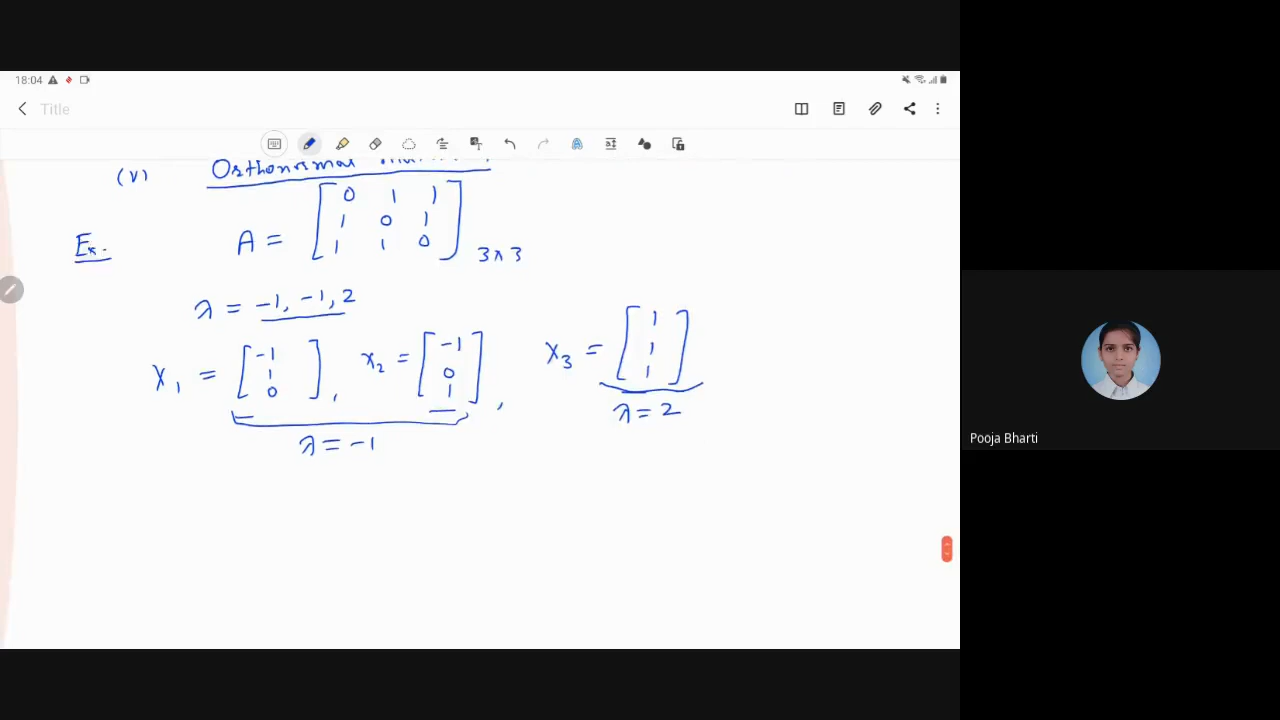 18:04
Title
(V) Orthonormal
Ex. A = [0 1 1
1 0 1
1 1 0] 3×3
λ = -1, -1, 2
X1 = [-1 1 0], X2 = [-1 0 1], X3 = [1 1 1]
λ = -1
λ = 2
Pooja Bharti